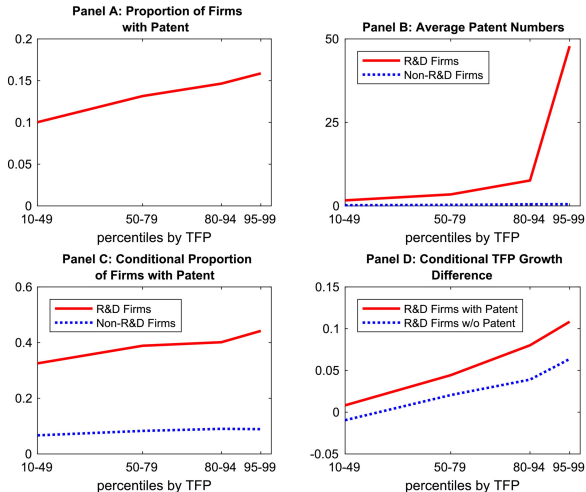 Panel A: Proportion of Firms
with Patent
0.2
0.15
0.1
0.05
0
10-49
50-79
80-94
95-99
percentiles by TFP
Panel B: Average Patent Numbers
50
25
0
R&D Firms
Non-R&D Firms
10-49
50-79
80-94
95-99
percentiles by TFP
Panel C: Conditional Proportion
of Firms with Patent
0.6
0.4
0.2
0
R&D Firms
Non-R&D Firms
10-49
50-79
80-94
95-99
percentiles by TFP
Panel D: Conditional TFP Growth
Difference
0.15
0.1
0.05
0
-0.05
R&D Firms with Patent
R&D Firms w/o Patent
10-49
50-79
80-94
95-99
percentiles by TFP